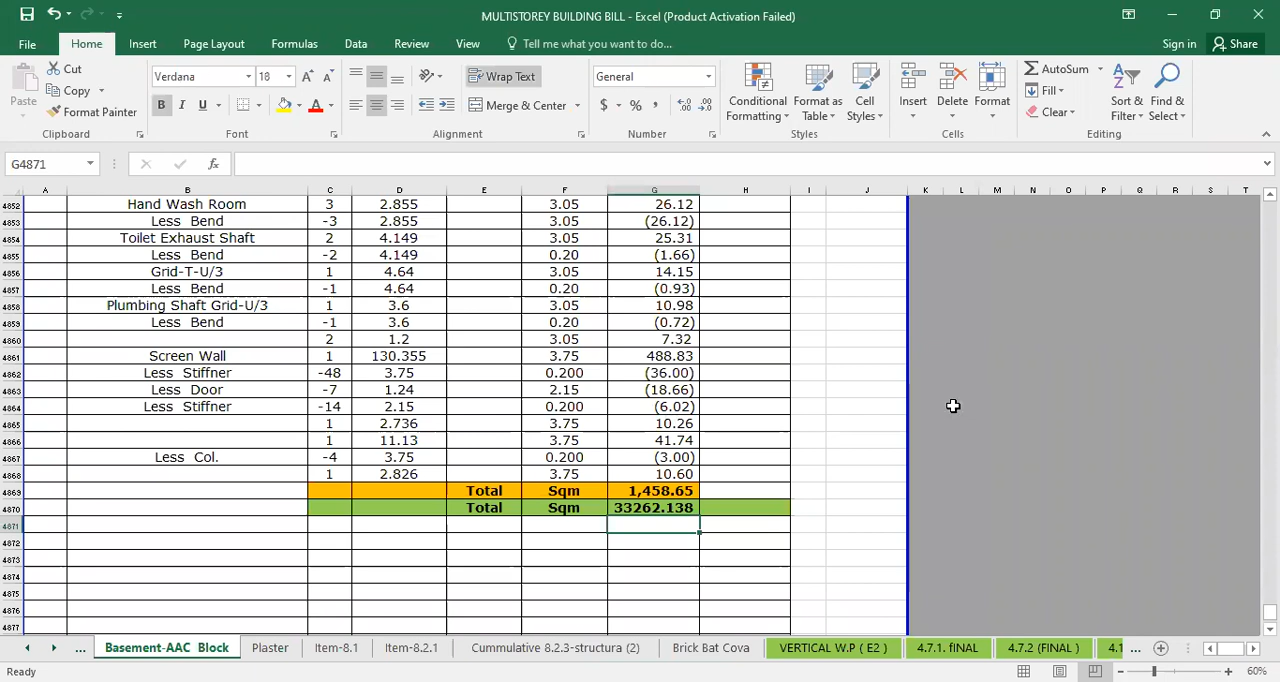 MULTISTOREY BUILDING BILL - Excel (Product Activation Failed)
File Home Insert Page Layout Formulas Data Review View Tell me what you want to do... Sign in Share
Paste Cut Copy Format Painter Clipboard
Verdana 18 A A B I U A Font
Wrap Text Merge & Center Alignment
General $ % , Number
Conditional Formatting Format as Table Cell Styles Styles
Insert Delete Format Cells
AutoSum Fill Clear Sort & Filter Find & Select Editing
G4871 fx
A B C D E F G H I J K L M N O P Q R S T
4852 Hand Wash Room 3 2.855 3.05 26.12
4853 Less Bend -3 2.855 3.05 (26.12)
4854 Toilet Exhaust Shaft 2 4.149 3.05 25.31
4855 Less Bend -2 4.149 0.20 (1.66)
4856 Grid-T-U/3 1 4.64 3.05 14.15
4857 Less Bend -1 4.64 0.20 (0.93)
4858 Plumbing Shaft Grid-U/3 1 3.6 3.05 10.98
4859 Less Bend -1 3.6 0.20 (0.72)
4860 2 1.2 3.05 7.32
4861 Screen Wall 1 130.355 3.75 488.83
4862 Less Stiffner -48 3.75 0.200 (36.00)
4863 Less Door -7 1.24 2.15 (18.66)
4864 Less Stiffner -14 2.15 0.200 (6.02)
4865 1 2.736 3.75 10.26
4866 1 11.13 3.75 41.74
4867 Less Col. -4 3.75 0.200 (3.00)
4868 1 2.826 3.75 10.60
4869 Total Sqm 1,458.65
4870 Total Sqm 33262.138
4871
4872
4873
4874
4875
4876
4877
... Basement-AAC Block Plaster Item-8.1 Item-8.2.1 Cummulative 8.2.3-structura (2) Brick Bat Cova VERTICAL W.P ( E2 ) 4.7.1. fINAL 4.7.2 (FINAL ) 4.1 ...
Ready 60%